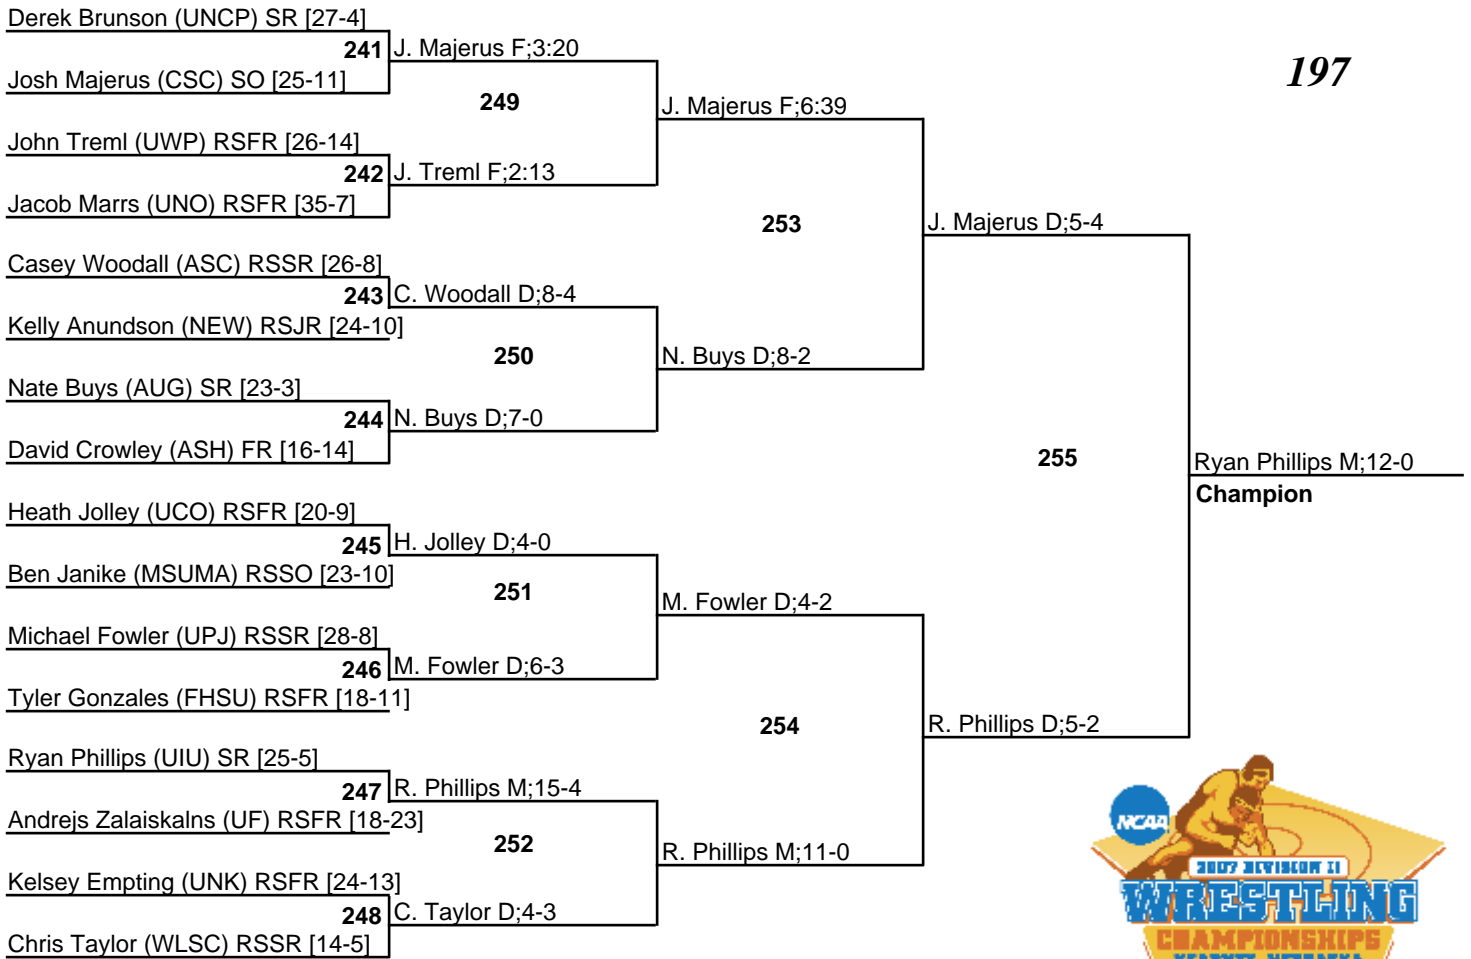 Derek Brunson (UNCP) SR [27-4]
241 J. Majerus F;3:20
197
Josh Majerus (CSC) SO [25-11]
249
J. Majerus F;6:39
John Treml (UWP) RSFR [26-14]
242 J. Treml F;2:13
Jacob Marrs (UNO) RSFR [35-7]
253
J. Majerus D;5-4
Casey Woodall (ASC) RSSR [26-8]
243 C. Woodall D;8-4
Kelly Anundson (NEW) RSJR [24-10]
250
N. Buys D;8-2
Nate Buys (AUG) SR [23-3]
244 N. Buys D;7-0
David Crowley (ASH) FR [16-14]
255
Ryan Phillips M;12-0
Champion
Heath Jolley (UCO) RSFR [20-9]
245 H. Jolley D;4-0
Ben Janike (MSUMA) RSSO [23-10]
251
M. Fowler D;4-2
Michael Fowler (UPJ) RSSR [28-8]
246 M. Fowler D;6-3
Tyler Gonzales (FHSU) RSFR [18-11]
254
R. Phillips D;5-2
Ryan Phillips (UIU) SR [25-5]
247 R. Phillips M;15-4
Andrejs Zalaiskalns (UF) RSFR [18-23]
252
R. Phillips M;11-0
Kelsey Empting (UNK) RSFR [24-13]
248 C. Taylor D;4-3
Chris Taylor (WLSC) RSSR [14-5]
NCAA
2007 DIVISION II
WRESTLING
CHAMPIONSHIPS